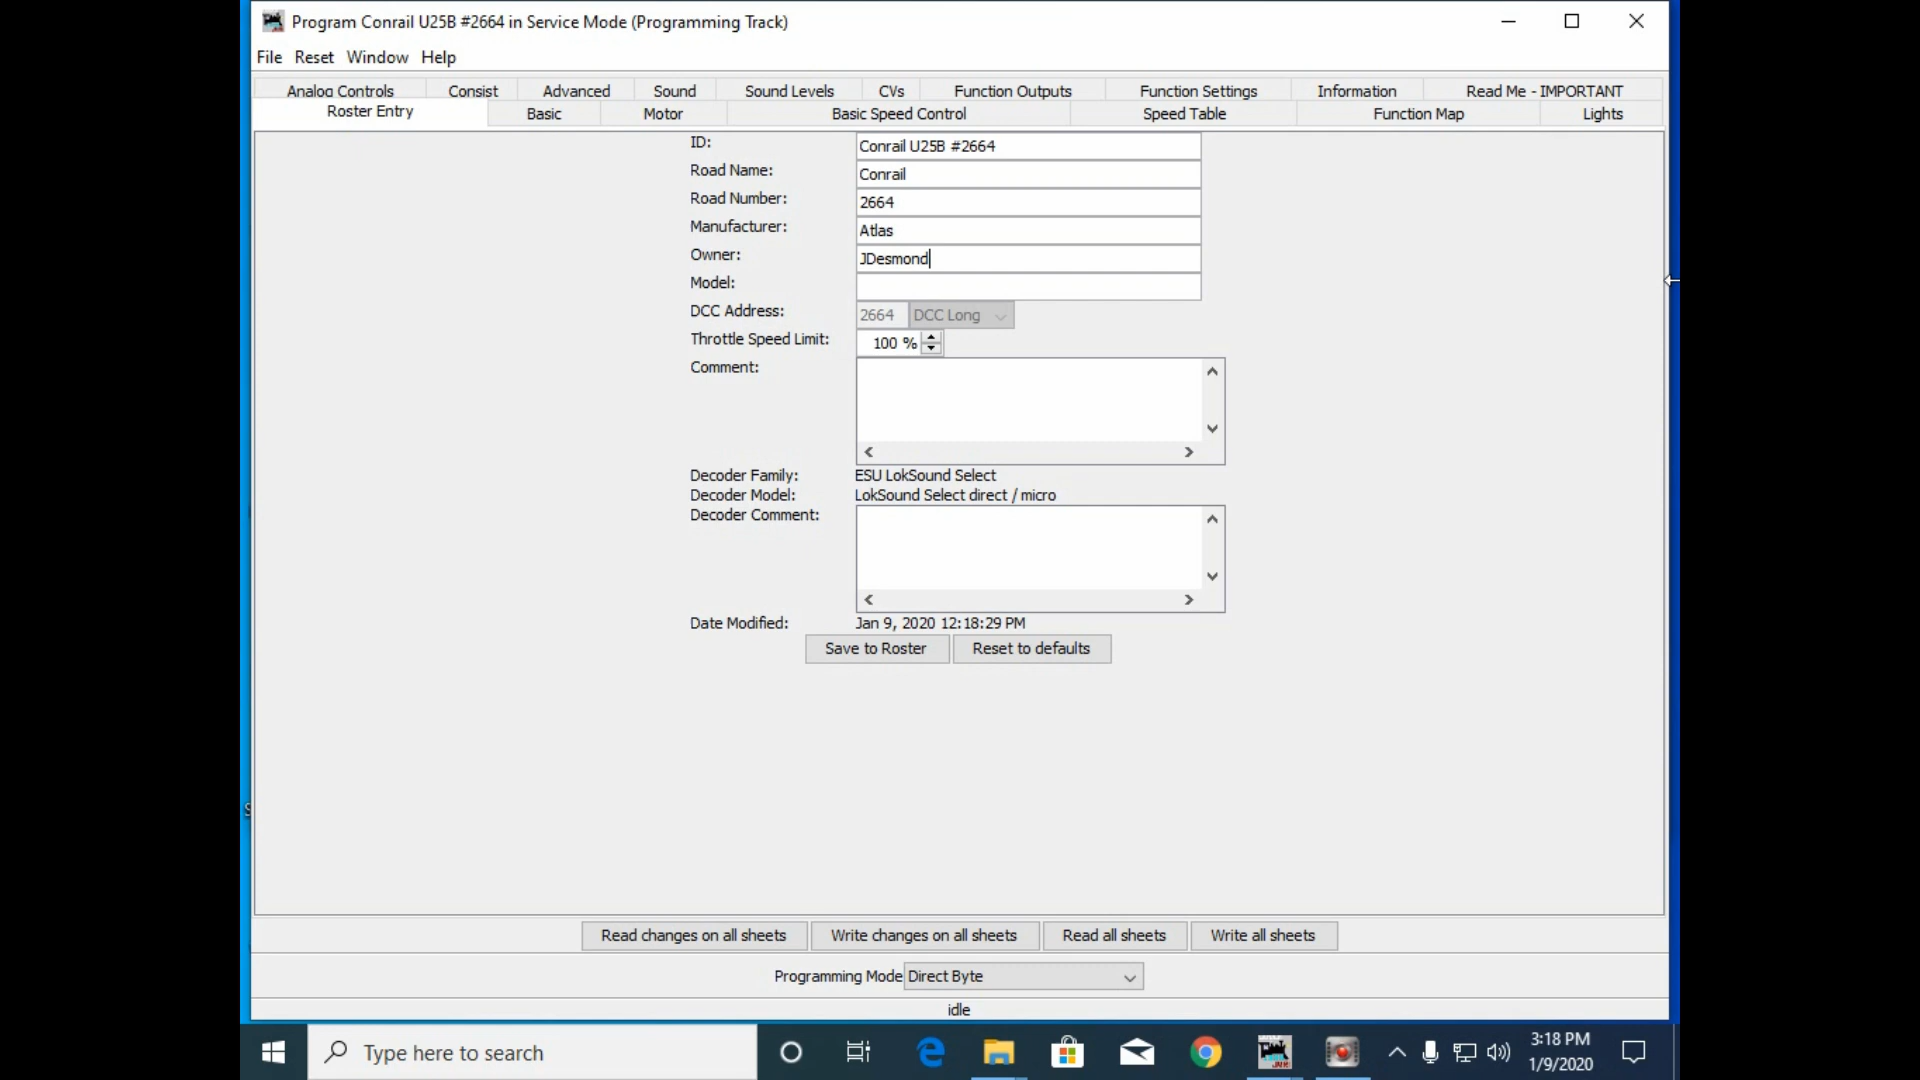 Program Conrail U25B #2664 in Service Mode (Programming Track)
File Reset Window Help
Analog Controls Consist Advanced Sound Sound Levels CVs Function Outputs Function Settings Information Read Me - IMPORTANT
Roster Entry Basic Motor Basic Speed Control Speed Table Function Map Lights
ID: Conrail U25B #2664
Road Name: Conrail
Road Number: 2664
Manufacturer: Atlas
Owner: JDesmond
Model:
DCC Address: 2664 DCC Long
Throttle Speed Limit: 100 %
Comment:
Decoder Family: ESU LokSound Select
Decoder Model: LokSound Select direct / micro
Decoder Comment:
Date Modified: Jan 9, 2020 12:18:29 PM
Save to Roster Reset to defaults
Read changes on all sheets Write changes on all sheets Read all sheets Write all sheets
Programming Mode Direct Byte
idle
Type here to search
3:18 PM
1/9/2020